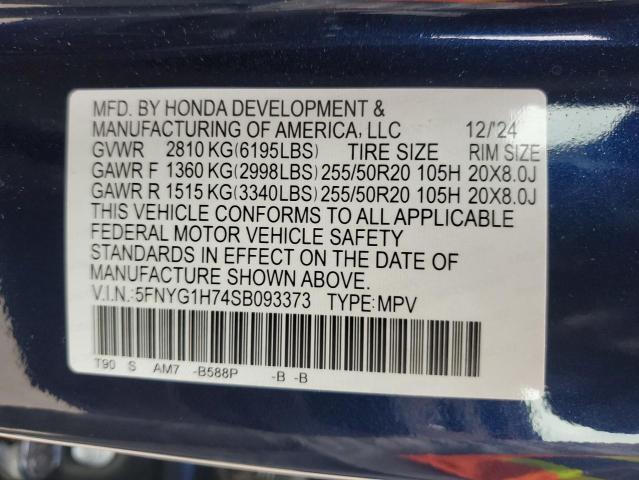 MFD. BY HONDA DEVELOPMENT &
MANUFACTURING OF AMERICA, LLC 12/'24
GVWR 2810 KG(6195LBS) TIRE SIZE RIM SIZE
GAWR F 1360 KG(2998LBS) 255/50R20 105H 20X8.0J
GAWR R 1515 KG(3340LBS) 255/50R20 105H 20X8.0J
THIS VEHICLE CONFORMS TO ALL APPLICABLE
FEDERAL MOTOR VEHICLE SAFETY
STANDARDS IN EFFECT ON THE DATE OF
MANUFACTURE SHOWN ABOVE.
V.I.N.:5FNYG1H74SB093373 TYPE:MPV
T90 S AM7 -B588P -B -B